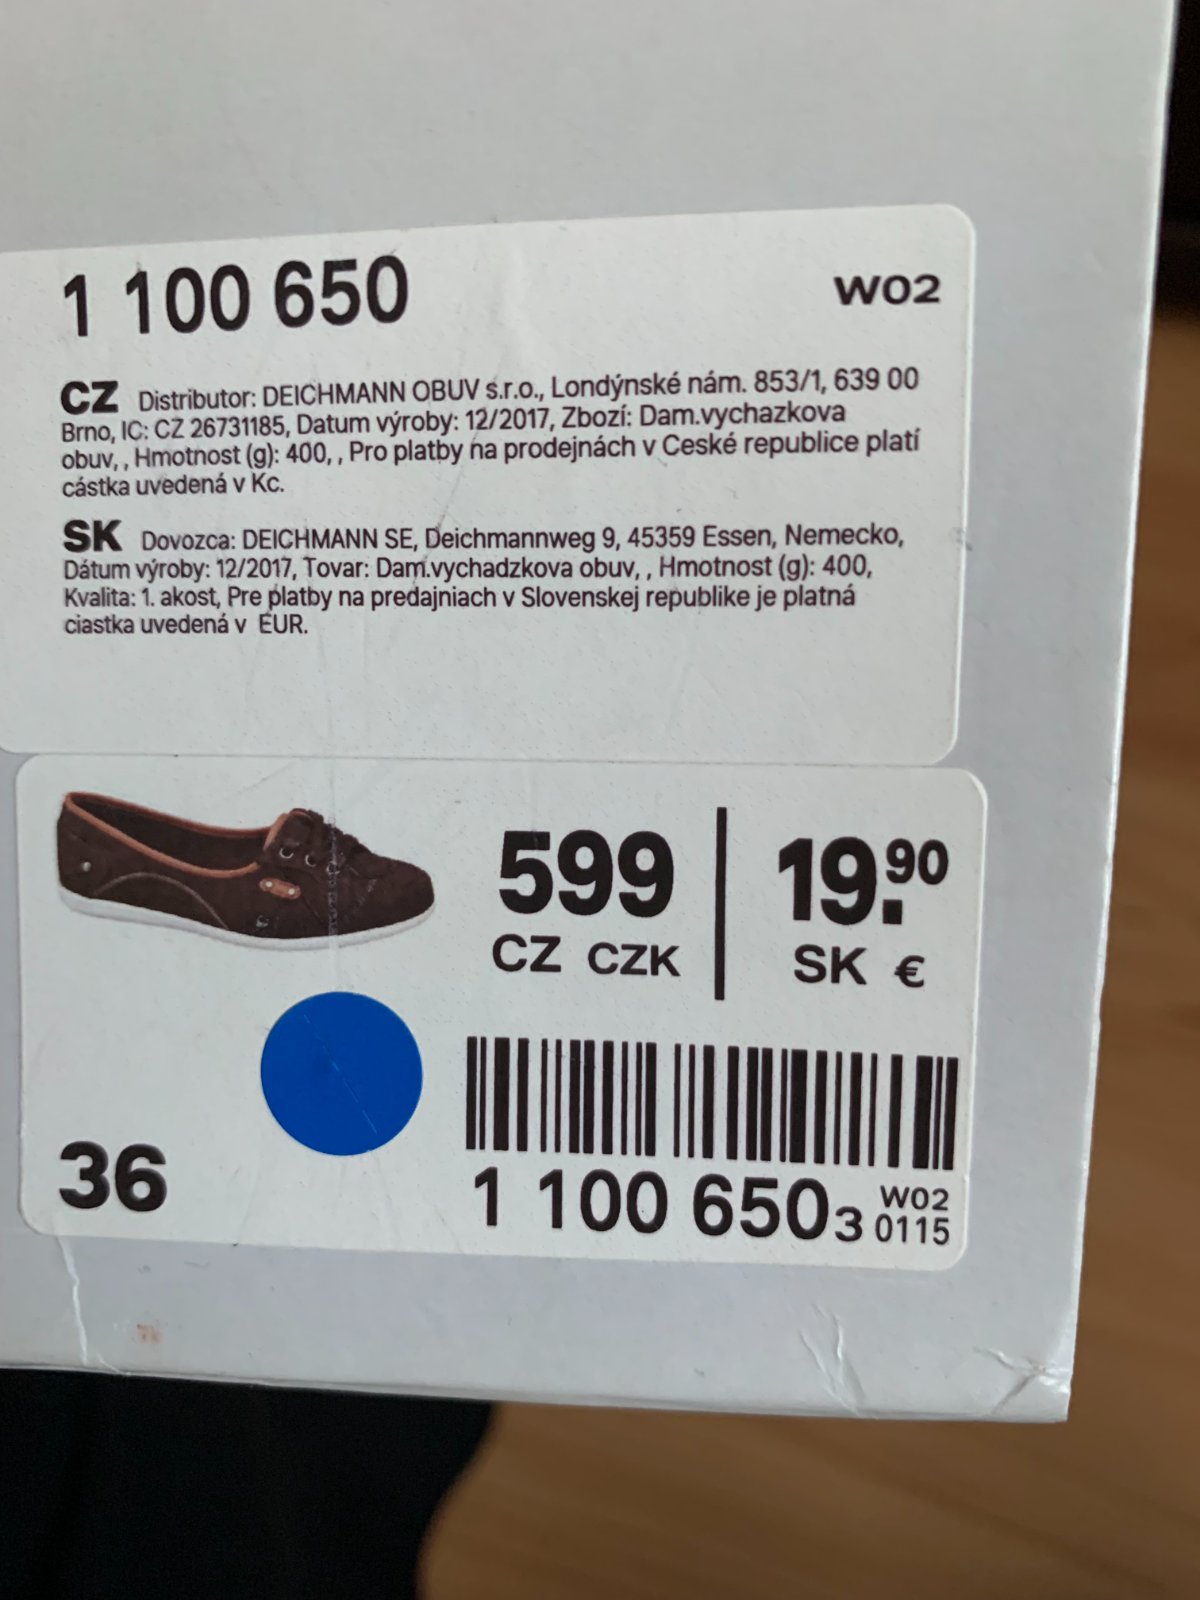 1 100 650 W02
CZ Distributor: DEICHMANN OBUV s.r.o., Londýnské nám. 853/1, 639 00
Brno, IC: CZ 26731185, Datum výroby: 12/2017, Zbozí: Dam.vychazkova
obuv, , Hmotnost (g): 400, , Pro platby na prodejnách v Ceské republice platí
cástka uvedená v Kc.
SK Dovozca: DEICHMANN SE, Deichmannweg 9, 45359 Essen, Nemecko,
Dátum výroby: 12/2017, Tovar: Dam.vychadzkova obuv, , Hmotnost (g): 400,
Kvalita: 1. akost, Pre platby na predajniach v Slovenskej republike je platná
ciastka uvedená v EUR.
599 19.90
CZ CZK SK €
36
1 100 650 3 W02
0115